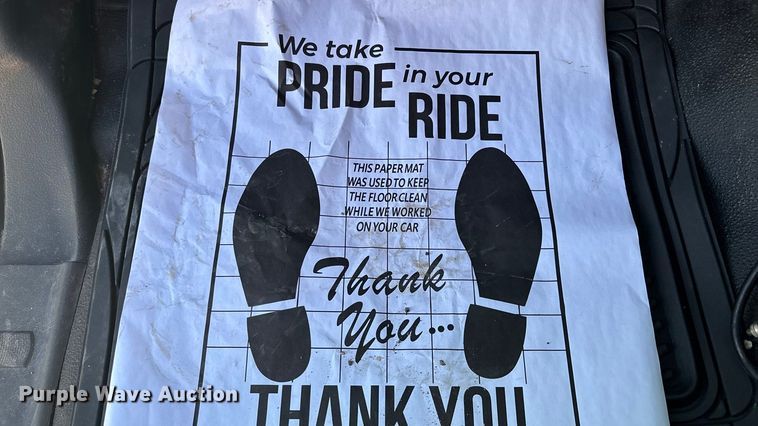 We take
PRIDE in your
RIDE
THIS PAPER MAT
WAS USED TO KEEP
THE FLOOR CLEAN
WHILE WE WORKED
ON YOUR CAR
Thank
You...
THANK YOU
Purple Wave Auction